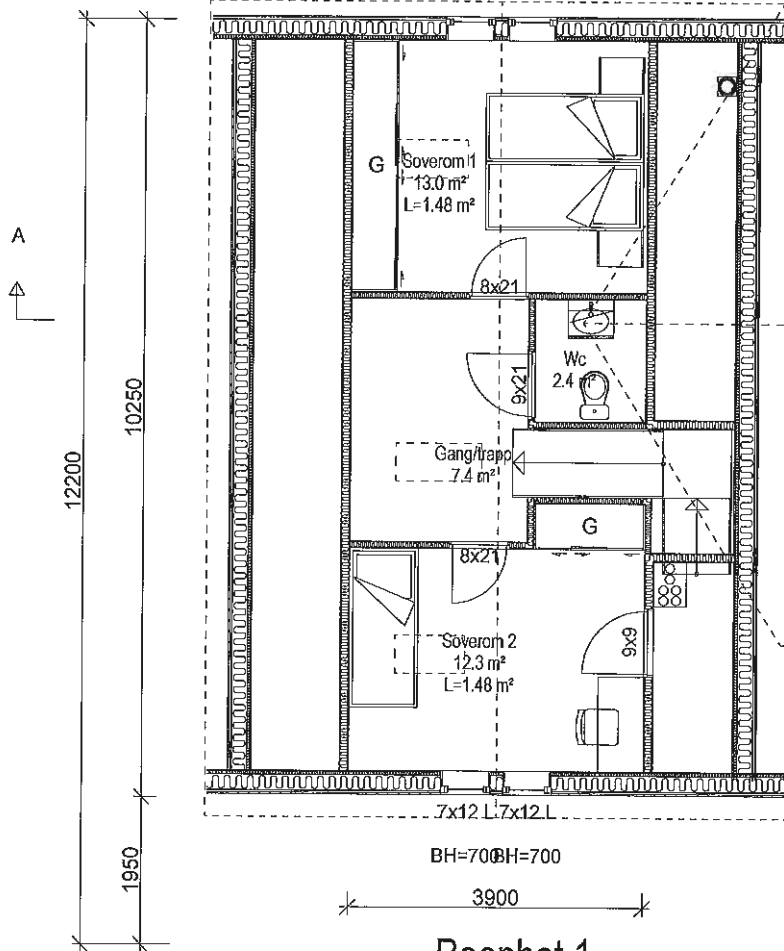 A
12200
10250
1950
G
Soverom 1
13.0 m²
L=1.48 m²
8x21
Wc
2.4 m²
9x21
Gang/trapp
7.4 m²
G
8x21
Soverom 2
12.3 m²
L=1.48 m²
9x9
7x12 L 7x12 L
BH=700 BH=700
3900